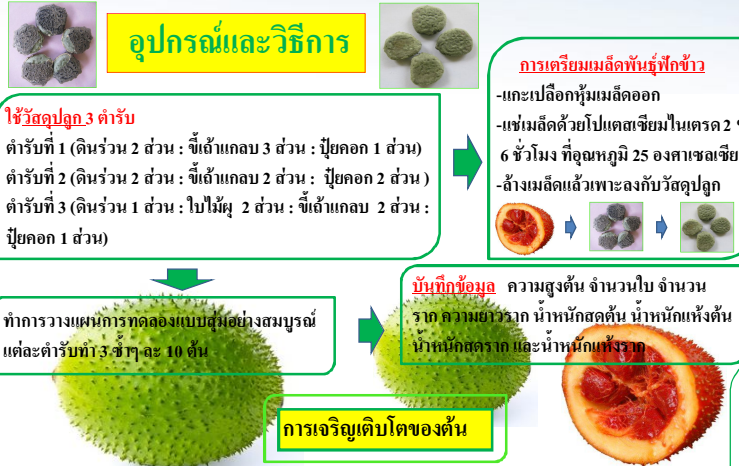 อุปกรณ์และวิธีการ
ใช้วัสดุปลูก 3 ตำรับ
ตำรับที่ 1 (ดินร่วน 2 ส่วน : ขี้เถ้าแกลบ 3 ส่วน : ปุ๋ยคอก 1 ส่วน)
ตำรับที่ 2 (ดินร่วน 2 ส่วน : ขี้เถ้าแกลบ 2 ส่วน : ปุ๋ยคอก 2 ส่วน )
ตำรับที่ 3 (ดินร่วน 1 ส่วน : ใบไม้ผุ 2 ส่วน : ขี้เถ้าแกลบ 2 ส่วน :
ปุ๋ยคอก 1 ส่วน)
การเตรียมเมล็ดพันธุ์ฟักข้าว
-แกะเปลือกหุ้มเมล็ดออก
-แช่เมล็ดด้วยโปแตสเซียมไนเตรด 2
6 ชั่วโมง ที่อุณหภูมิ 25 องศาเซลเซีย
-ล้างเมล็ดแล้วเพาะลงกับวัสดุปลูก
ทำการวางแผนการทดลองแบบสุ่มอย่างสมบูรณ์
แต่ละตำรับทำ 3 ซ้ำๆ ละ 10 ต้น
บันทึกข้อมูล ความสูงต้น จำนวนใบ จำนวน
ราก ความยาวราก น้ำหนักสดต้น น้ำหนักแห้งต้น
น้ำหนักสดราก และน้ำหนักแห้งราก
การเจริญเติบโตของต้น